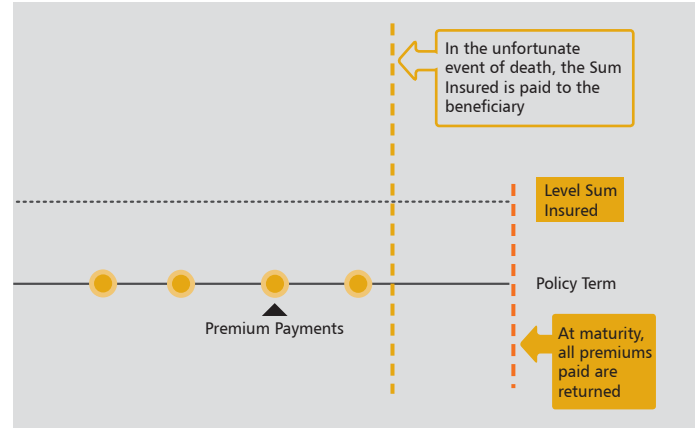 In the unfortunate
event of death, the Sum
Insured is paid to the
beneficiary
Level Sum
Insured
Policy Term
Premium Payments
At maturity,
all premiums
paid are
returned